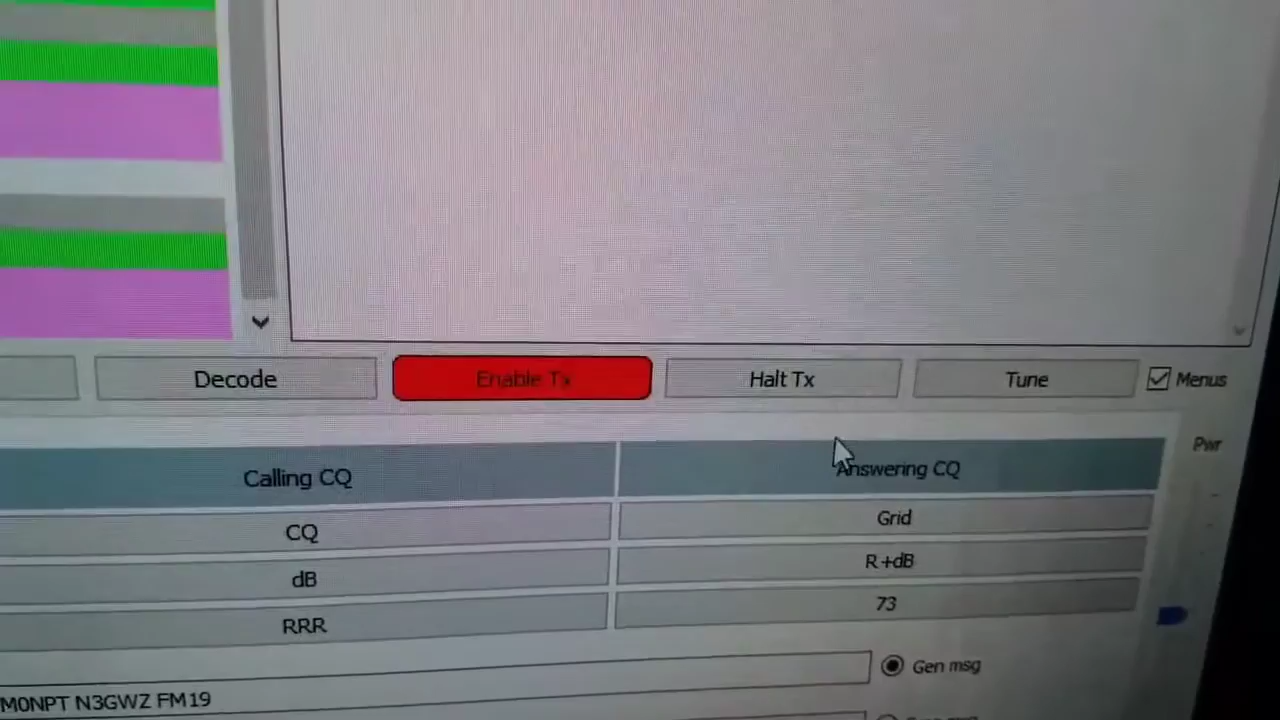 Decode
Enable Tx
Halt Tx
Tune
Menus
Pwr
Calling CQ
Answering CQ
CQ
Grid
dB
R+dB
RRR
73
Gen msg
M0NPT N3GWZ FM19